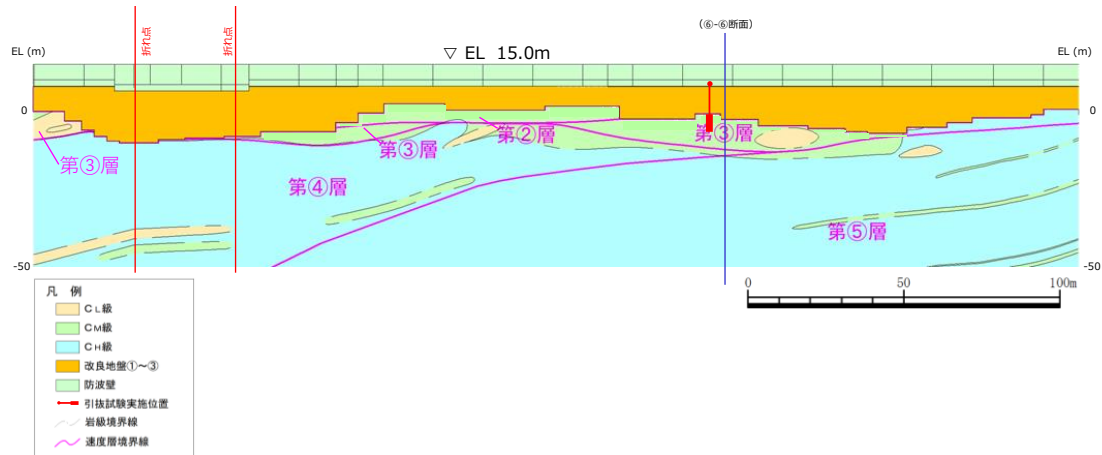 折れ点
折れ点
(⑥-⑥断面)
EL (m)
▽ EL 15.0m
EL (m)
0
0
第②層
第③層
第③層
第③層
第④層
第⑤層
-50
-50
0 50 100m
凡 例
CL級
CM級
CH級
改良地盤①~③
防波壁
引抜試験実施位置
岩級境界線
速度層境界線